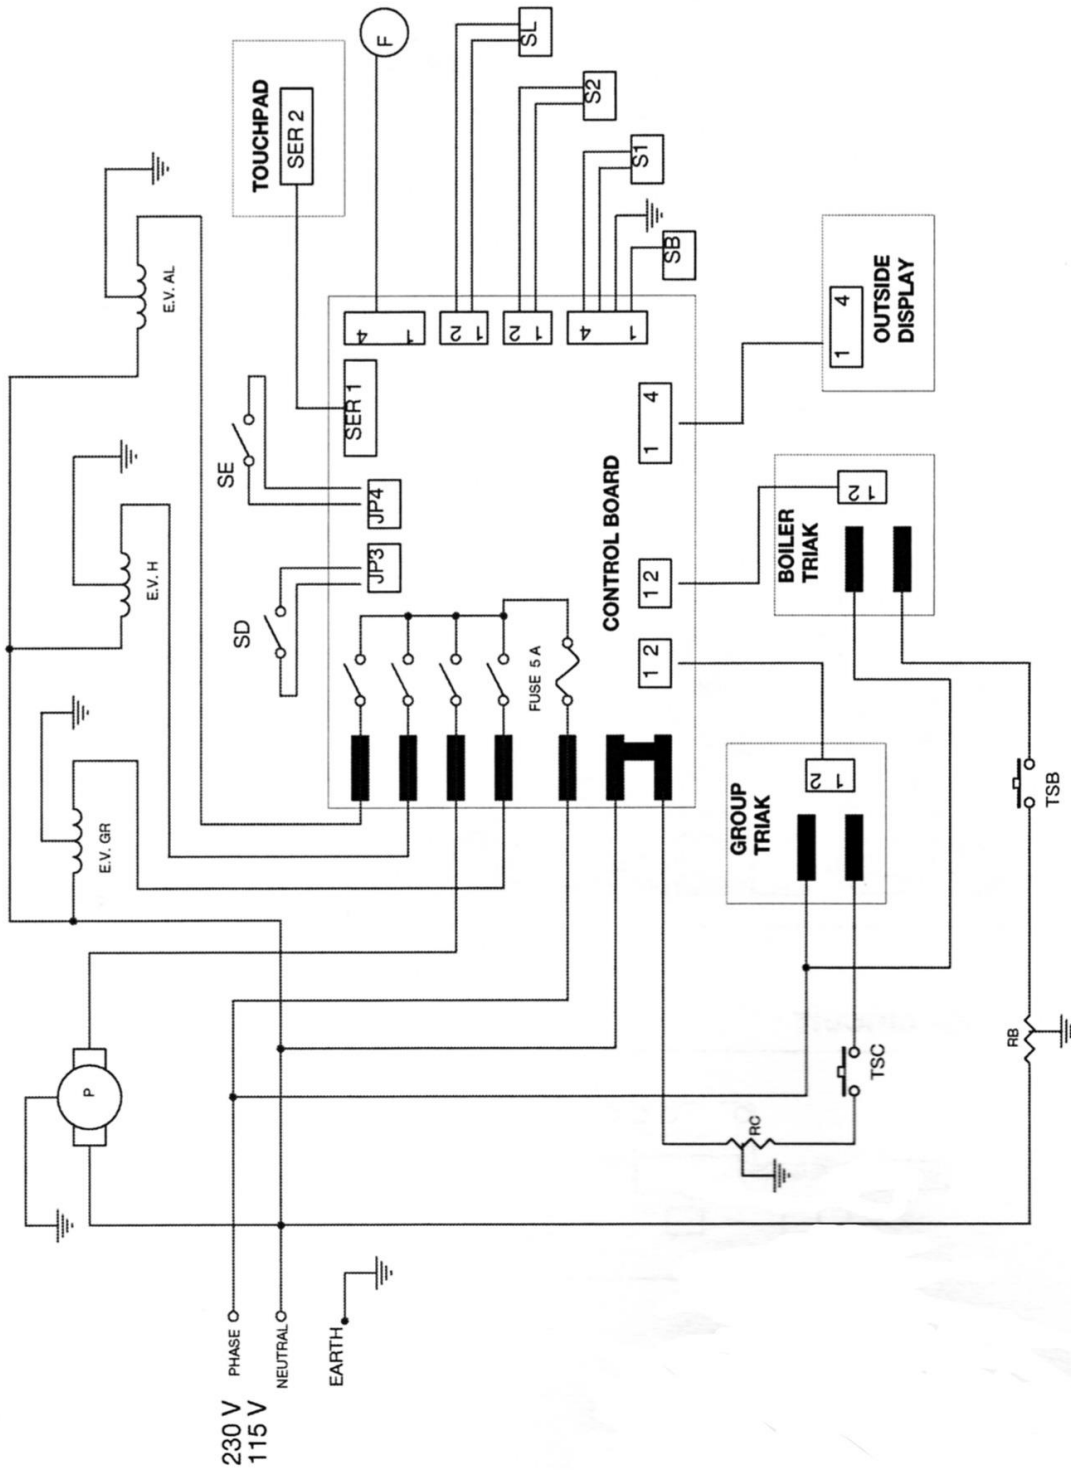 230 V
115 V
PHASE
NEUTRAL
EARTH
P
E.V. GR
E.V. H
E.V. AL
SD
SE
TOUCHPAD
SER 2
F
JP3
JP4
SER 1
4 1
1 2
1 2
4 1
SL
S2
S1
SB
FUSE 5 A
CONTROL BOARD
1 2
1 2
1 4
GROUP
TRIAK
1 2
BOILER
TRIAK
1 2
OUTSIDE
DISPLAY
1 4
RC
TSC
RB
TSB